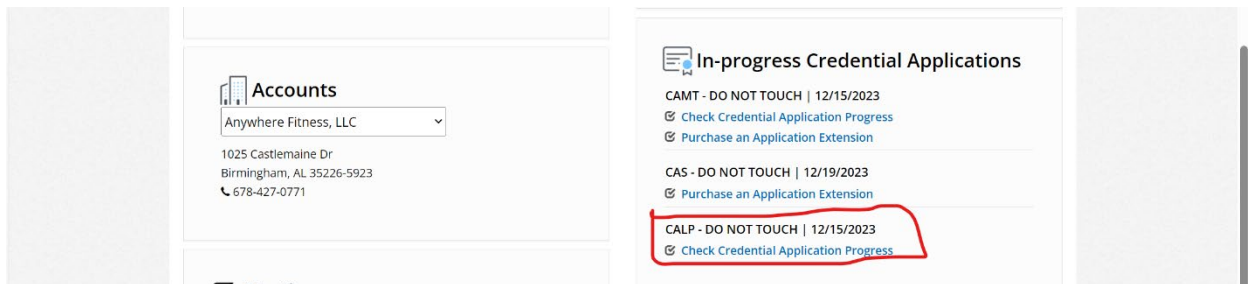 Accounts
Anywhere Fitness, LLC
1025 Castlemaine Dr
Birmingham, AL 35226-5923
678-427-0771
In-progress Credential Applications
CAMT - DO NOT TOUCH | 12/15/2023
Check Credential Application Progress
Purchase an Application Extension
CAS - DO NOT TOUCH | 12/19/2023
Purchase an Application Extension
CALP - DO NOT TOUCH | 12/15/2023
Check Credential Application Progress